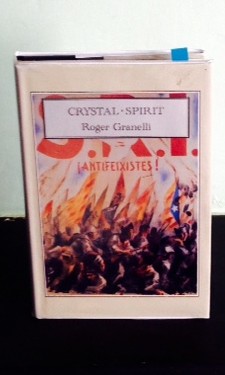 CRYSTAL · SPIRIT
Roger Granelli
S.R.I.
¡ANTIFEIXISTES!